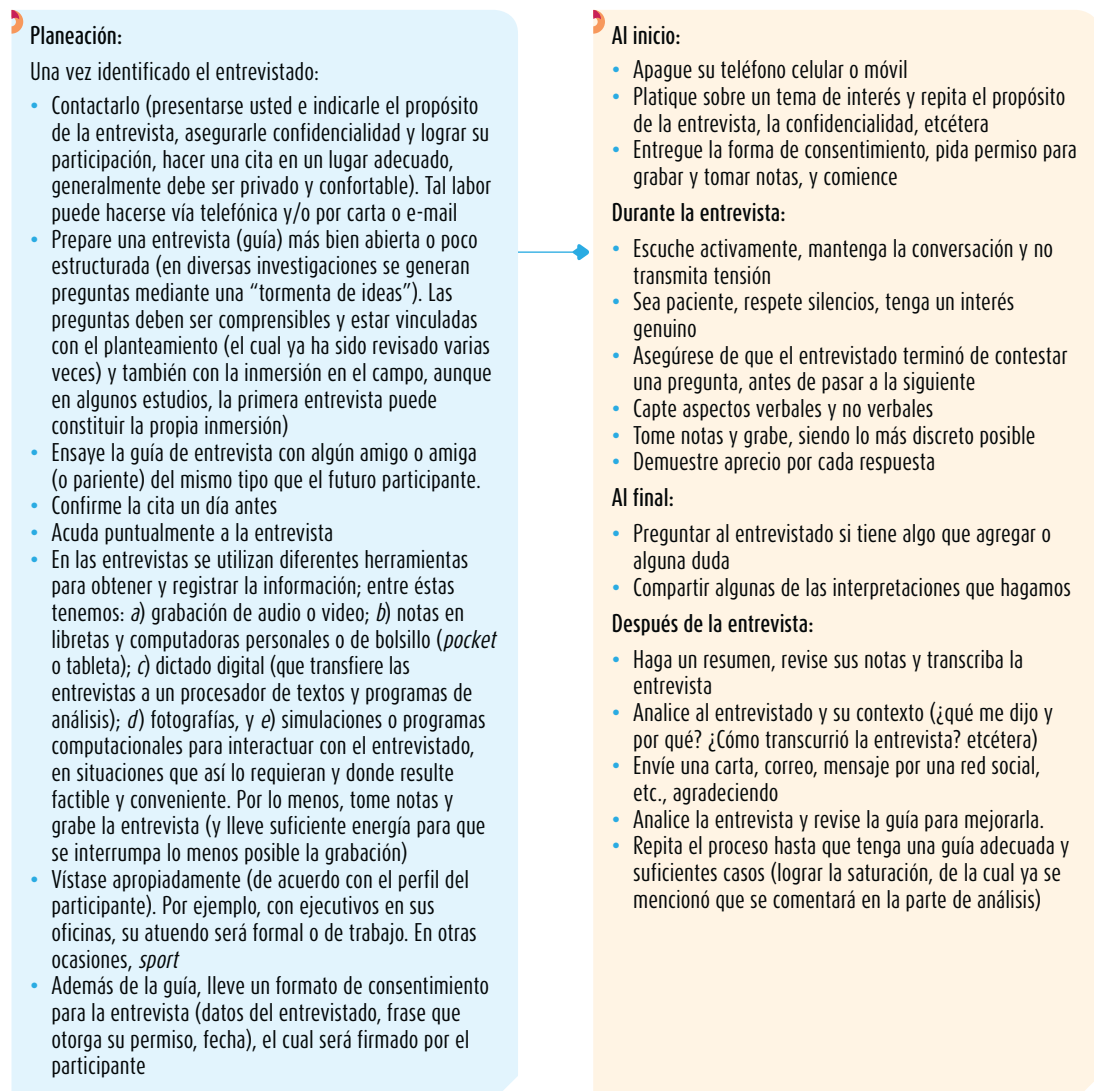 Planeación:
Una vez identificado el entrevistado:
• Contactarlo (presentarse usted e indicarle el propósito
de la entrevista, asegurarle confidencialidad y lograr su
participación, hacer una cita en un lugar adecuado,
generalmente debe ser privado y confortable). Tal labor
puede hacerse vía telefónica y/o por carta o e-mail
• Prepare una entrevista (guía) más bien abierta o poco
estructurada (en diversas investigaciones se generan
preguntas mediante una “tormenta de ideas”). Las
preguntas deben ser comprensibles y estar vinculadas
con el planteamiento (el cual ya ha sido revisado varias
veces) y también con la inmersión en el campo, aunque
en algunos estudios, la primera entrevista puede
constituir la propia inmersión)
• Ensaye la guía de entrevista con algún amigo o amiga
(o pariente) del mismo tipo que el futuro participante.
• Confirme la cita un día antes
• Acuda puntualmente a la entrevista
• En las entrevistas se utilizan diferentes herramientas
para obtener y registrar la información; entre éstas
tenemos: a) grabación de audio o video; b) notas en
libretas y computadoras personales o de bolsillo (pocket
o tableta); c) dictado digital (que transfiere las
entrevistas a un procesador de textos y programas de
análisis); d) fotografías, y e) simulaciones o programas
computacionales para interactuar con el entrevistado,
en situaciones que así lo requieran y donde resulte
factible y conveniente. Por lo menos, tome notas y
grabe la entrevista (y lleve suficiente energía para que
se interrumpa lo menos posible la grabación)
• Vístase apropiadamente (de acuerdo con el perfil del
participante). Por ejemplo, con ejecutivos en sus
oficinas, su atuendo será formal o de trabajo. En otras
ocasiones, sport
• Además de la guía, lleve un formato de consentimiento
para la entrevista (datos del entrevistado, frase que
otorga su permiso, fecha), el cual será firmado por el
participante
Al inicio:
• Apague su teléfono celular o móvil
• Platique sobre un tema de interés y repita el propósito
de la entrevista, la confidencialidad, etcétera
• Entregue la forma de consentimiento, pida permiso para
grabar y tomar notas, y comience
Durante la entrevista:
• Escuche activamente, mantenga la conversación y no
transmita tensión
• Sea paciente, respete silencios, tenga un interés
genuino
• Asegúrese de que el entrevistado terminó de contestar
una pregunta, antes de pasar a la siguiente
• Capte aspectos verbales y no verbales
• Tome notas y grabe, siendo lo más discreto posible
• Demuestre aprecio por cada respuesta
Al final:
• Preguntar al entrevistado si tiene algo que agregar o
alguna duda
• Compartir algunas de las interpretaciones que hagamos
Después de la entrevista:
• Haga un resumen, revise sus notas y transcriba la
entrevista
• Analice al entrevistado y su contexto (¿qué me dijo y
por qué? ¿Cómo transcurrió la entrevista? etcétera)
• Envíe una carta, correo, mensaje por una red social,
etc., agradeciendo
• Analice la entrevista y revise la guía para mejorarla.
• Repita el proceso hasta que tenga una guía adecuada y
suficientes casos (lograr la saturación, de la cual ya se
mencionó que se comentará en la parte de análisis)